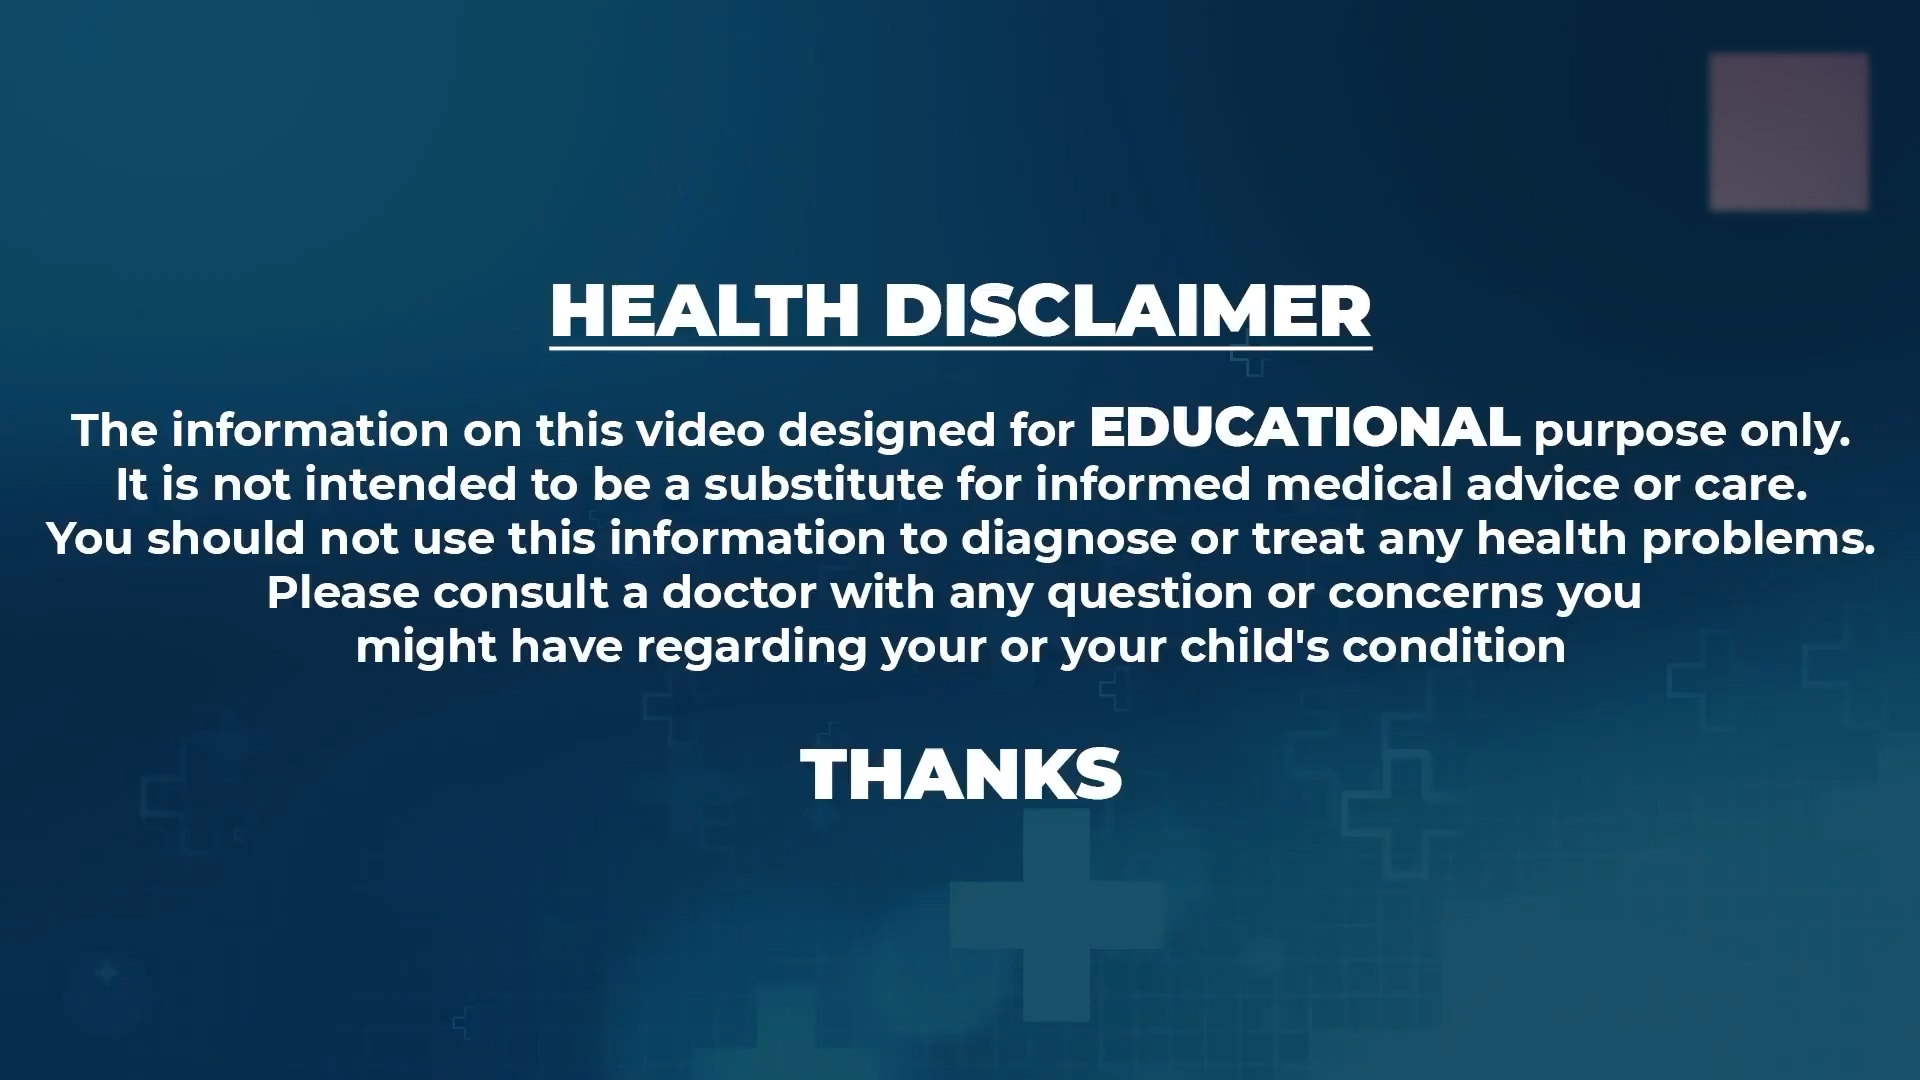 HEALTH DISCLAIMER
The information on this video designed for EDUCATIONAL purpose only.
It is not intended to be a substitute for informed medical advice or care.
You should not use this information to diagnose or treat any health problems.
Please consult a doctor with any question or concerns you
might have regarding your or your child's condition
THANKS